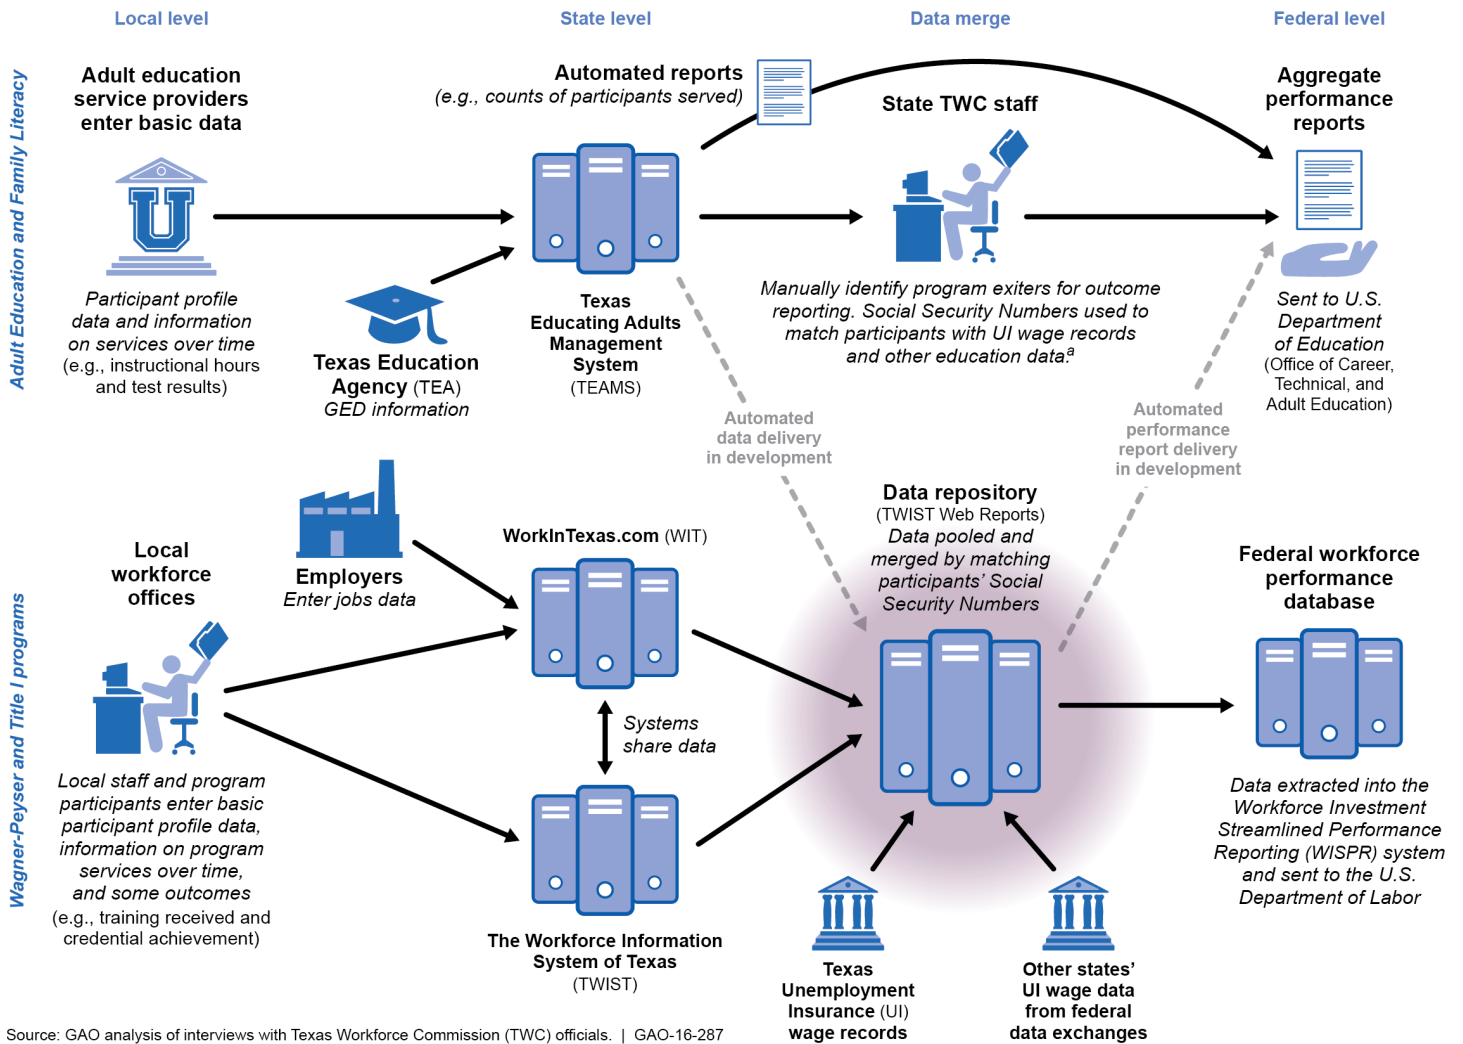 Local level
State level
Data merge
Federal level
Adult Education and Family Literacy
Adult education
service providers
enter basic data
Participant profile
data and information
on services over time
(e.g., instructional hours
and test results)
Texas Education
Agency (TEA)
GED information
Automated reports
(e.g., counts of participants served)
Texas
Educating Adults
Management
System
(TEAMS)
State TWC staff
Manually identify program exiters for outcome
reporting. Social Security Numbers used to
match participants with UI wage records
and other education data.ᵃ
Aggregate
performance
reports
Sent to U.S.
Department
of Education
(Office of Career,
Technical, and
Adult Education)
Automated
data delivery
in development
Automated
performance
report delivery
in development
Wagner-Peyser and Title I programs
Local
workforce
offices
Local staff and program
participants enter basic
participant profile data,
information on program
services over time,
and some outcomes
(e.g., training received and
credential achievement)
Employers
Enter jobs data
WorkInTexas.com (WIT)
Systems
share data
The Workforce Information
System of Texas
(TWIST)
Data repository
(TWIST Web Reports)
Data pooled and
merged by matching
participants’ Social
Security Numbers
Texas
Unemployment
Insurance (UI)
wage records
Other states’
UI wage data
from federal
data exchanges
Federal workforce
performance
database
Data extracted into the
Workforce Investment
Streamlined Performance
Reporting (WISPR) system
and sent to the U.S.
Department of Labor
Source: GAO analysis of interviews with Texas Workforce Commission (TWC) officials. | GAO-16-287